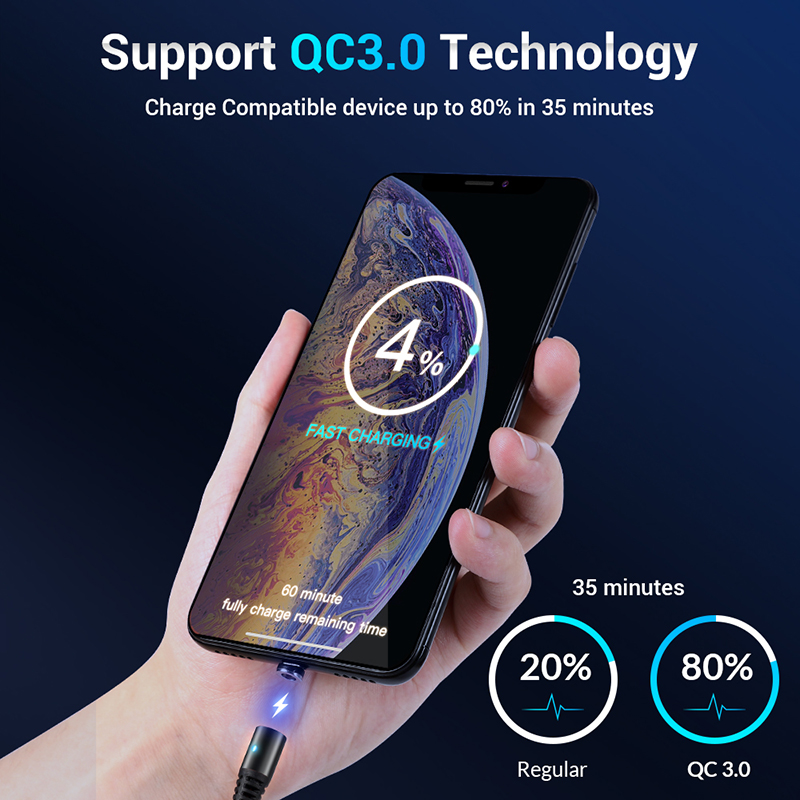 Support QC3.0 Technology
Charge Compatible device up to 80% in 35 minutes
4%
FAST CHARGING
60 minute
fully charge remaining time
35 minutes
20%
80%
Regular
QC 3.0